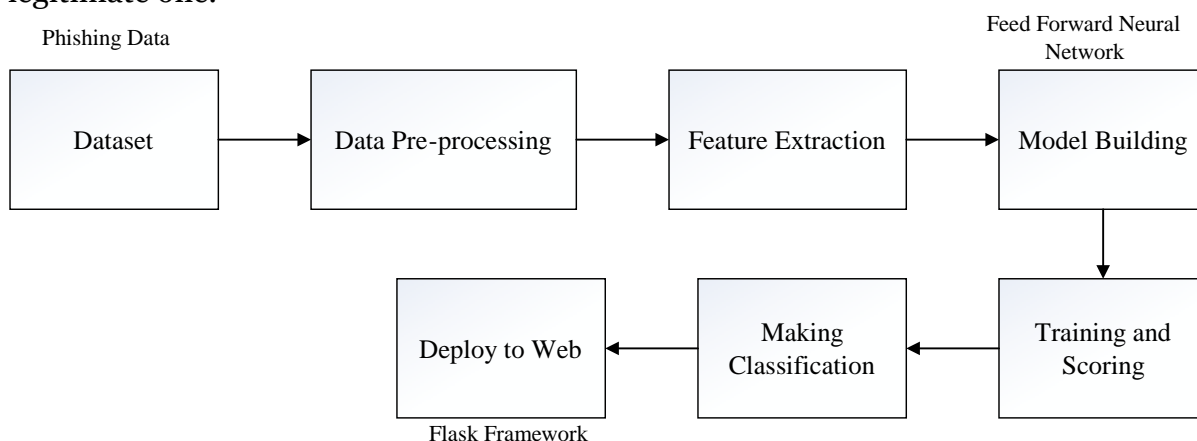 legitimate one.
Phishing Data
Feed Forward Neural
Network
Dataset
Data Pre-processing
Feature Extraction
Model Building
Deploy to Web
Making
Classification
Training and
Scoring
Flask Framework